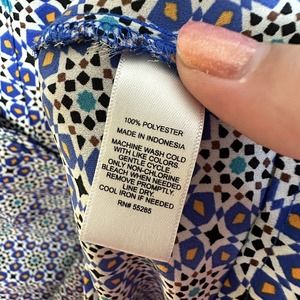 100% POLYESTER
MADE IN INDONESIA
MACHINE WASH COLD
WITH LIKE COLORS.
GENTLE CYCLE.
ONLY NON-CHLORINE
BLEACH WHEN NEEDED
REMOVE PROMPTLY
LINE DRY.
COOL IRON IF NEEDED
RN# 55285